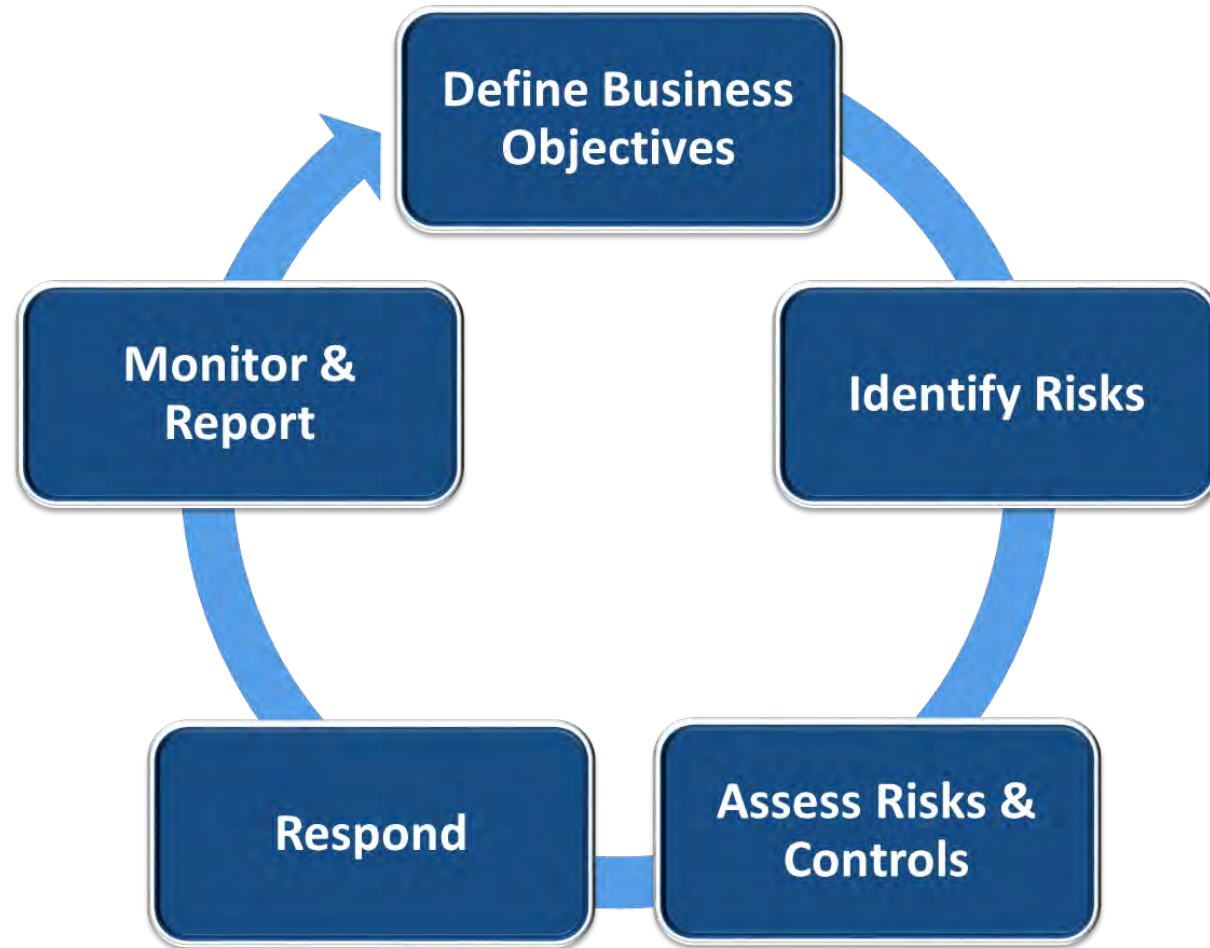 Define Business
Objectives
Identify Risks
Assess Risks &
Controls
Respond
Monitor &
Report